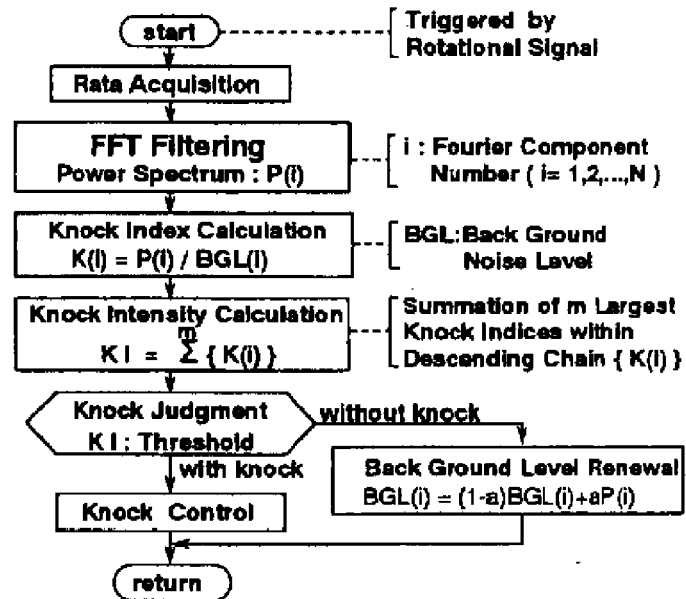 start
Triggered by
Rotational Signal
Rata Acquisition
FFT Filtering
Power Spectrum : P(i)
i : Fourier Component
Number ( i= 1,2,...,N )
Knock Index Calculation
K(I) = P(I) / BGL(I)
BGL:Back Ground
Noise Level
Knock Intensity Calculation
m
K I = Σ { K(i) }
Summation of m Largest
Knock Indices within
Descending Chain { K(I) }
Knock Judgment
K I : Threshold
without knock
with knock
Back Ground Level Renewal
BGL(i) = (1-a)BGL(i)+aP(i)
Knock Control
return